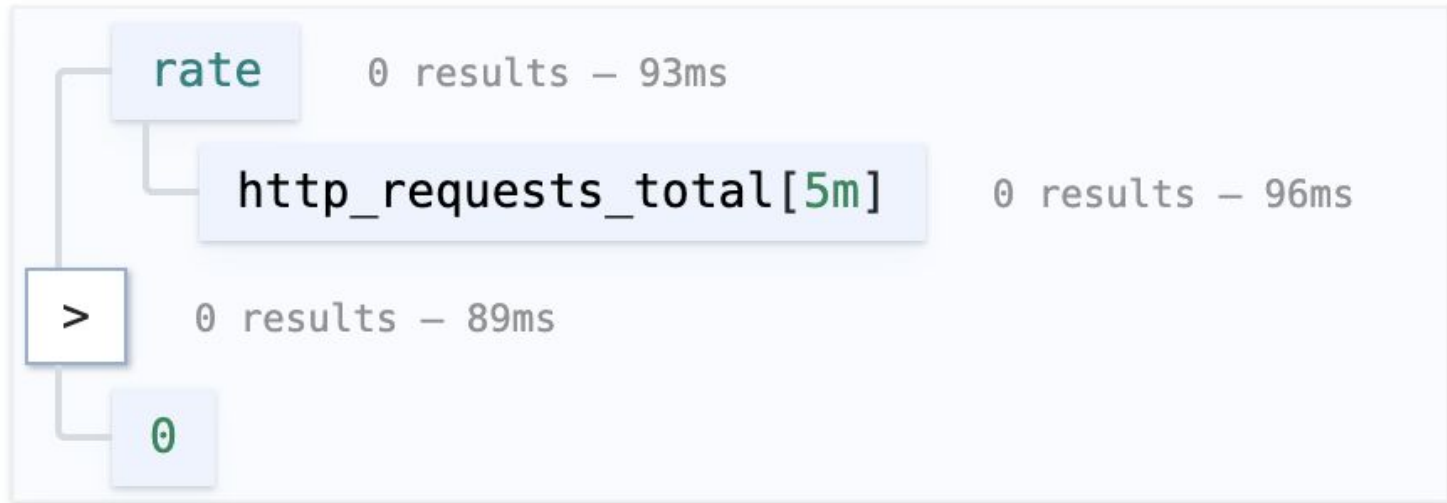 rate 0 results – 93ms
http_requests_total[5m] 0 results – 96ms
> 0 results – 89ms
0